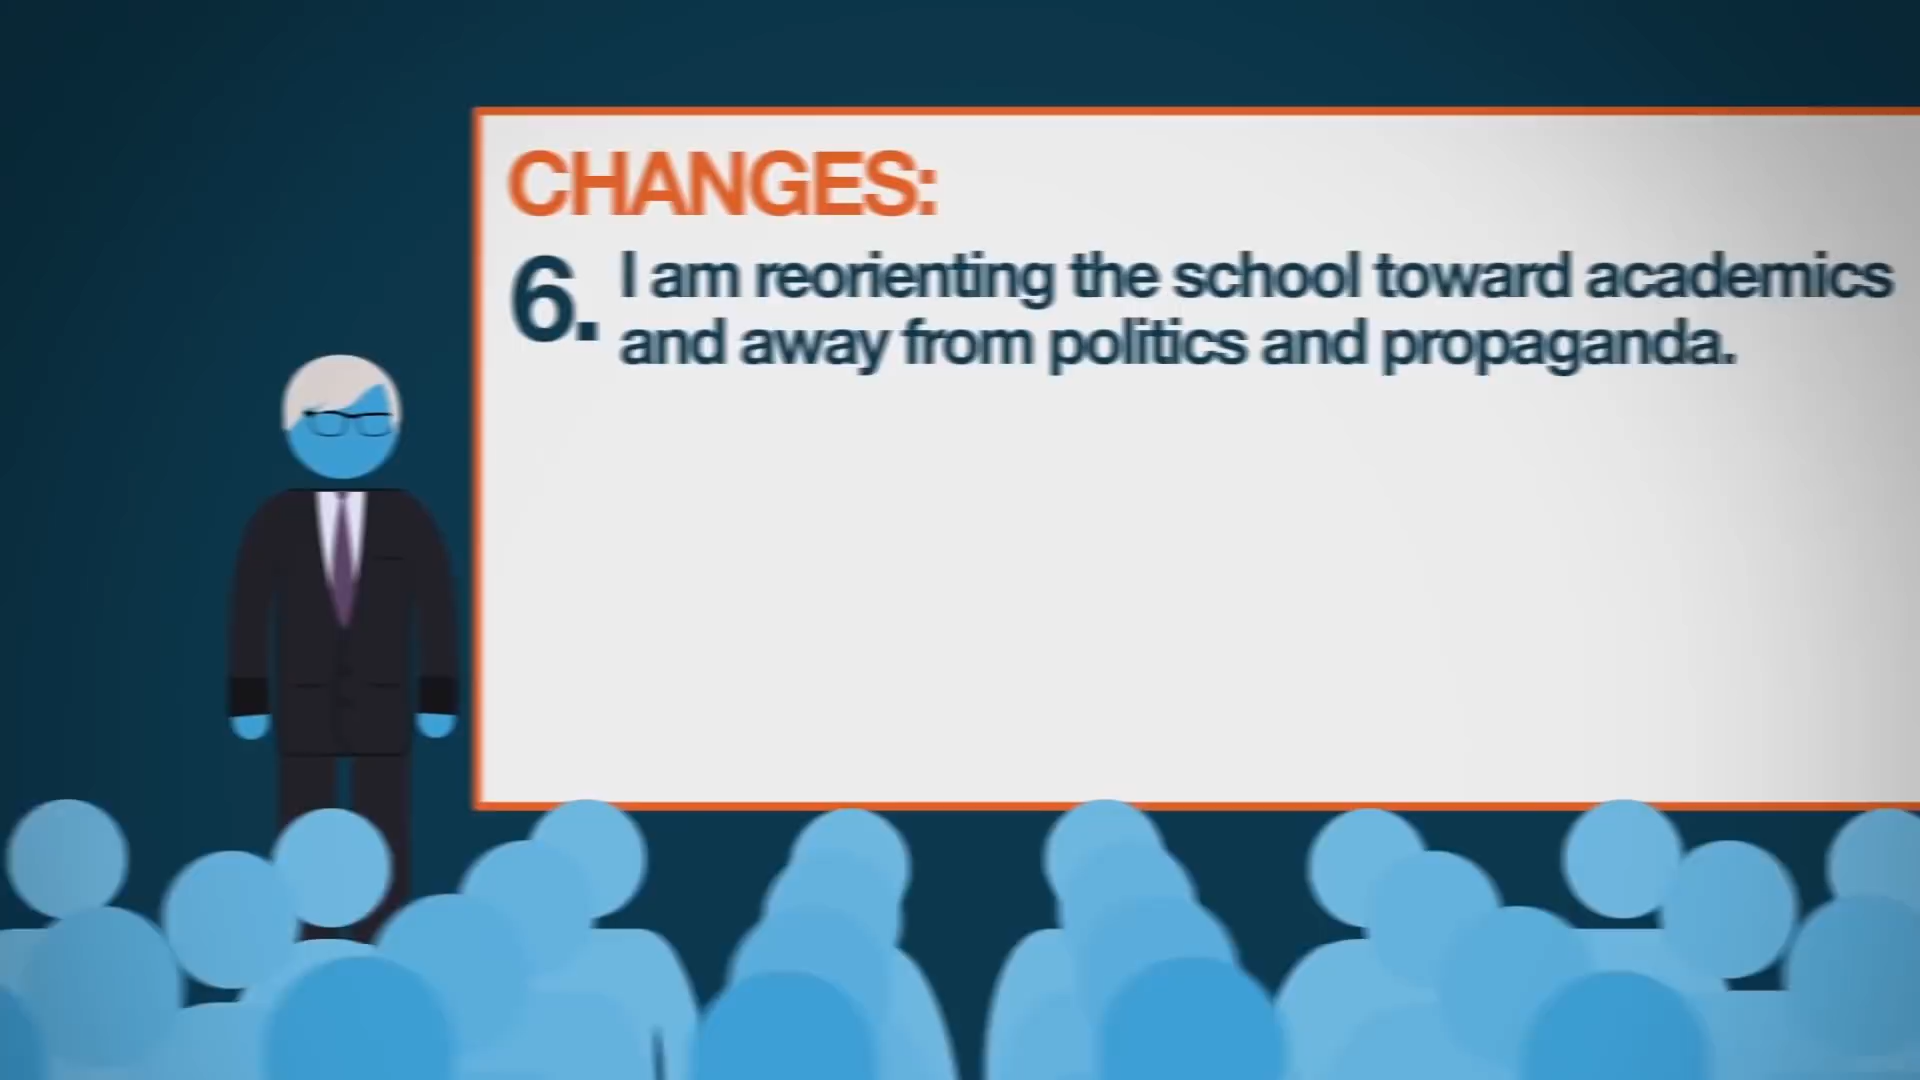 CHANGES:
6. I am reorienting the school toward academics
and away from politics and propaganda.